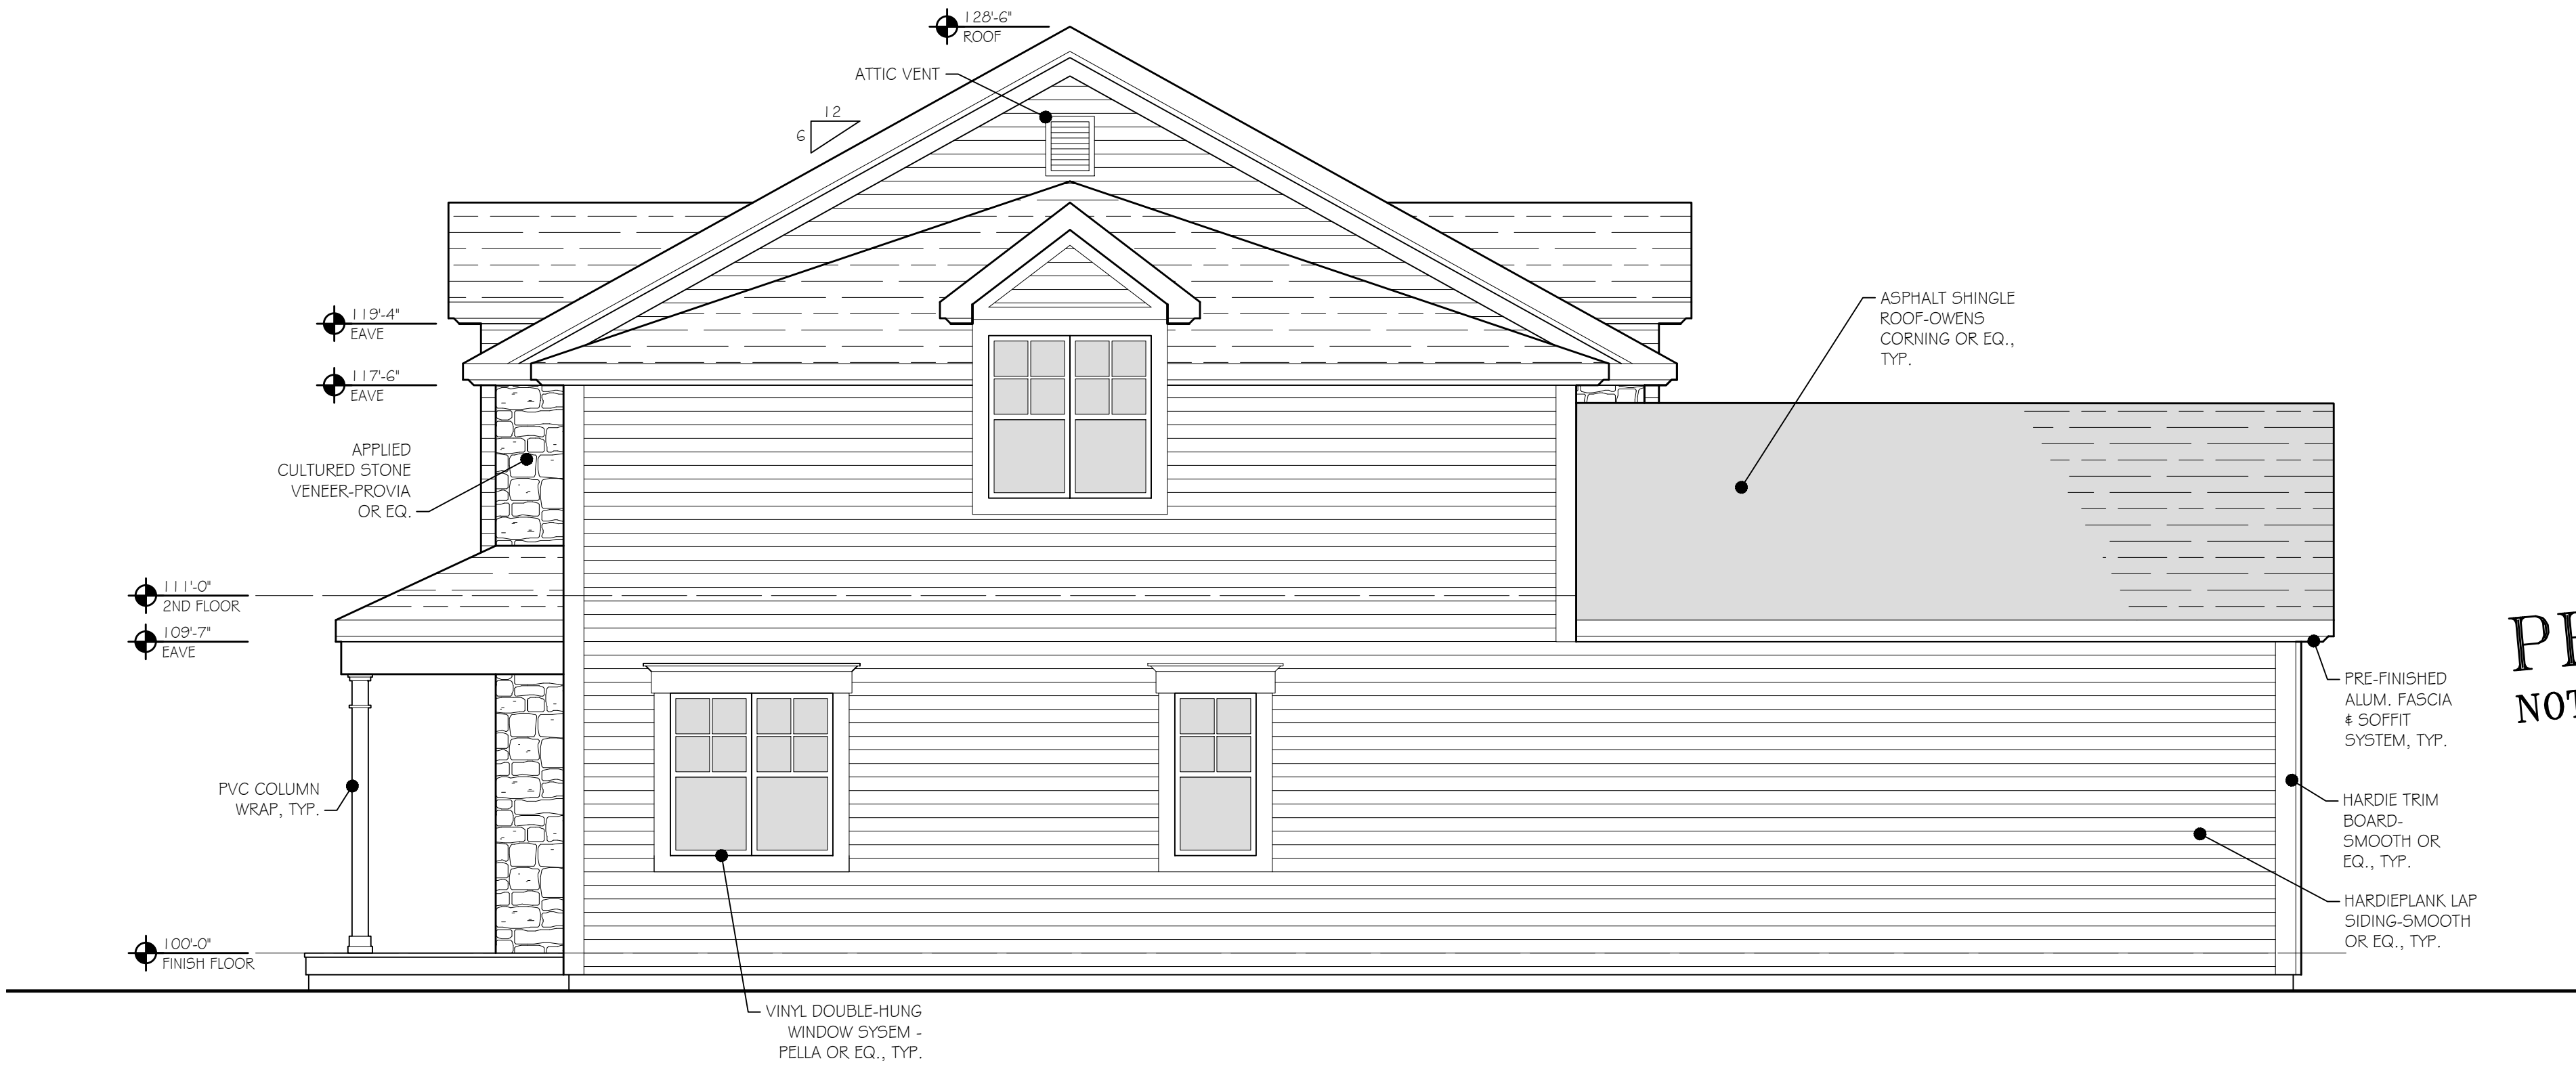 128'-6"
ROOF
ATTIC VENT
12
6
119'-4"
EAVE
117'-6"
EAVE
ASPHALT SHINGLE
ROOF-OWENS
CORNING OR EQ.,
TYP.
APPLIED
CULTURED STONE
VENEER-PROVIA
OR EQ.
111'-0"
2ND FLOOR
109'-7"
EAVE
PRE-FINISHED
ALUM. FASCIA
& SOFFIT
SYSTEM, TYP.
NOT
PVC COLUMN
WRAP, TYP.
HARDIE TRIM
BOARD-
SMOOTH OR
EQ., TYP.
HARDIEPLANK LAP
SIDING-SMOOTH
OR EQ., TYP.
100'-0"
FINISH FLOOR
VINYL DOUBLE-HUNG
WINDOW SYSEM -
PELLA OR EQ., TYP.